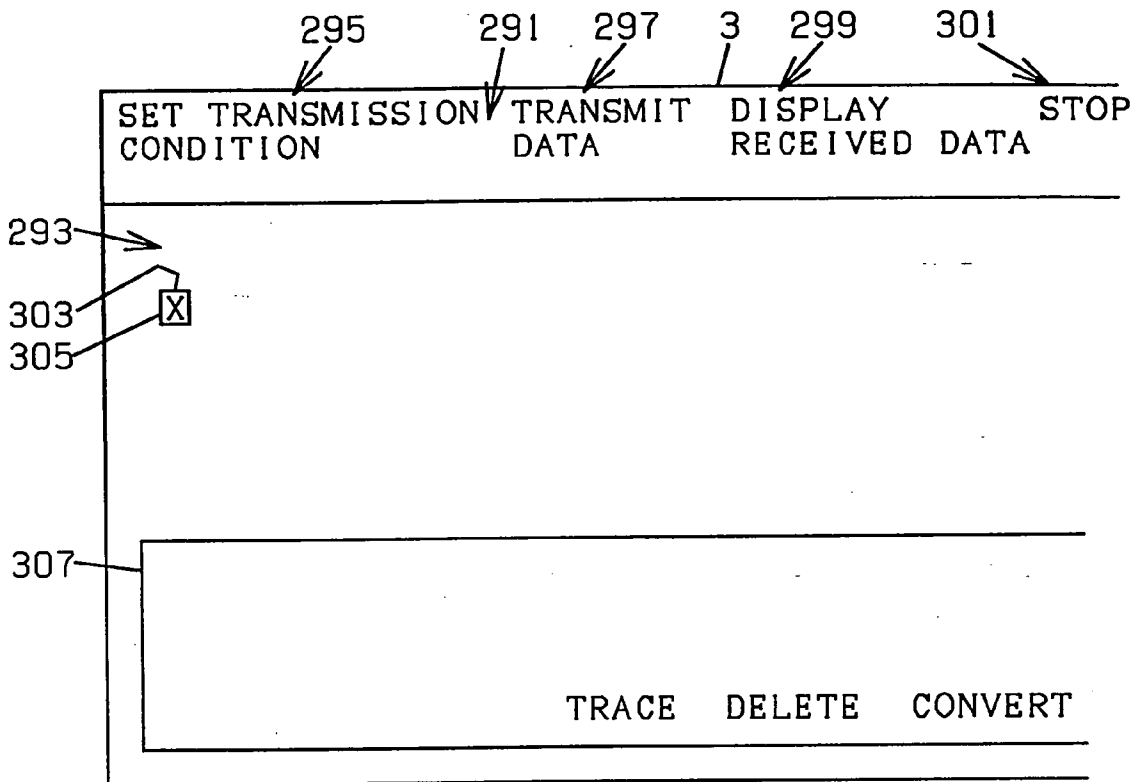 295 291 297 3 299 301
SET TRANSMISSION TRANSMIT DISPLAY STOP
CONDITION DATA RECEIVED DATA
293
303
X
305
307
TRACE DELETE CONVERT